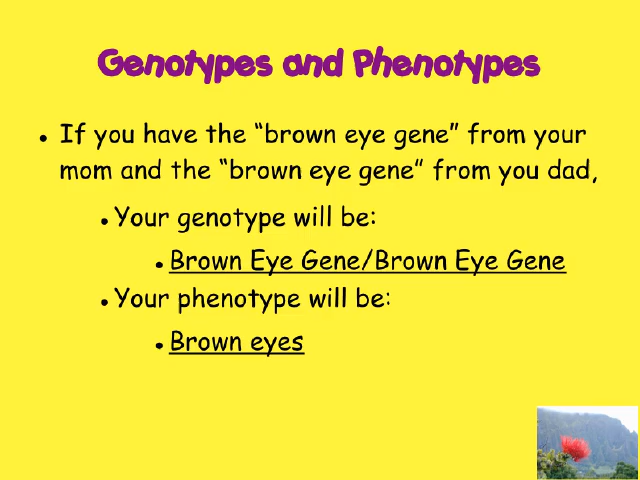 Genotypes and Phenotypes
• If you have the “brown eye gene” from your
mom and the “brown eye gene” from you dad,
• Your genotype will be:
• Brown Eye Gene/Brown Eye Gene
• Your phenotype will be:
• Brown eyes